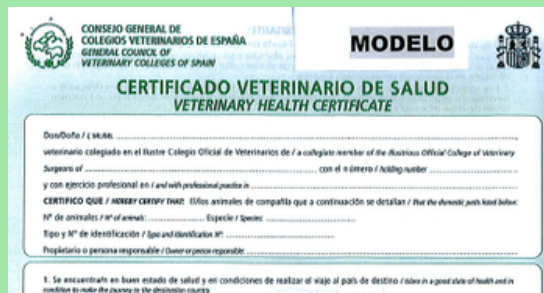 CONSEJO GENERAL DE
COLEGIOS VETERINARIOS DE ESPAÑA
GENERAL COUNCIL OF
VETERINARY COLLEGES OF SPAIN
MODELO
CERTIFICADO VETERINARIO DE SALUD
VETERINARY HEALTH CERTIFICATE
Don/Doña /
veterinario colegiado en el Ilustre Colegio Oficial de Veterinarios de / a collegiate member of the Illustrious Official College of Veterinary
Surgeons of con el número / holding number
y con ejercicio profesional en / and with professional practice in
CERTIFICO QUE / HEREBY CERTIFY THAT: El/los animales de compañía que a continuación se detallan / that the domestic listed below:
Nº de animales / Nº of animals: Especie / Species:
Tipo y Nº de identificación / Type and identification Nº:
Propietario o persona responsable / Owner or person responsible:
1. Se encuentra/n en buen estado de salud y en condiciones de realizar el viaje al país de destino / is/are in a good state of health and in
condition to make the journey to the destination country.